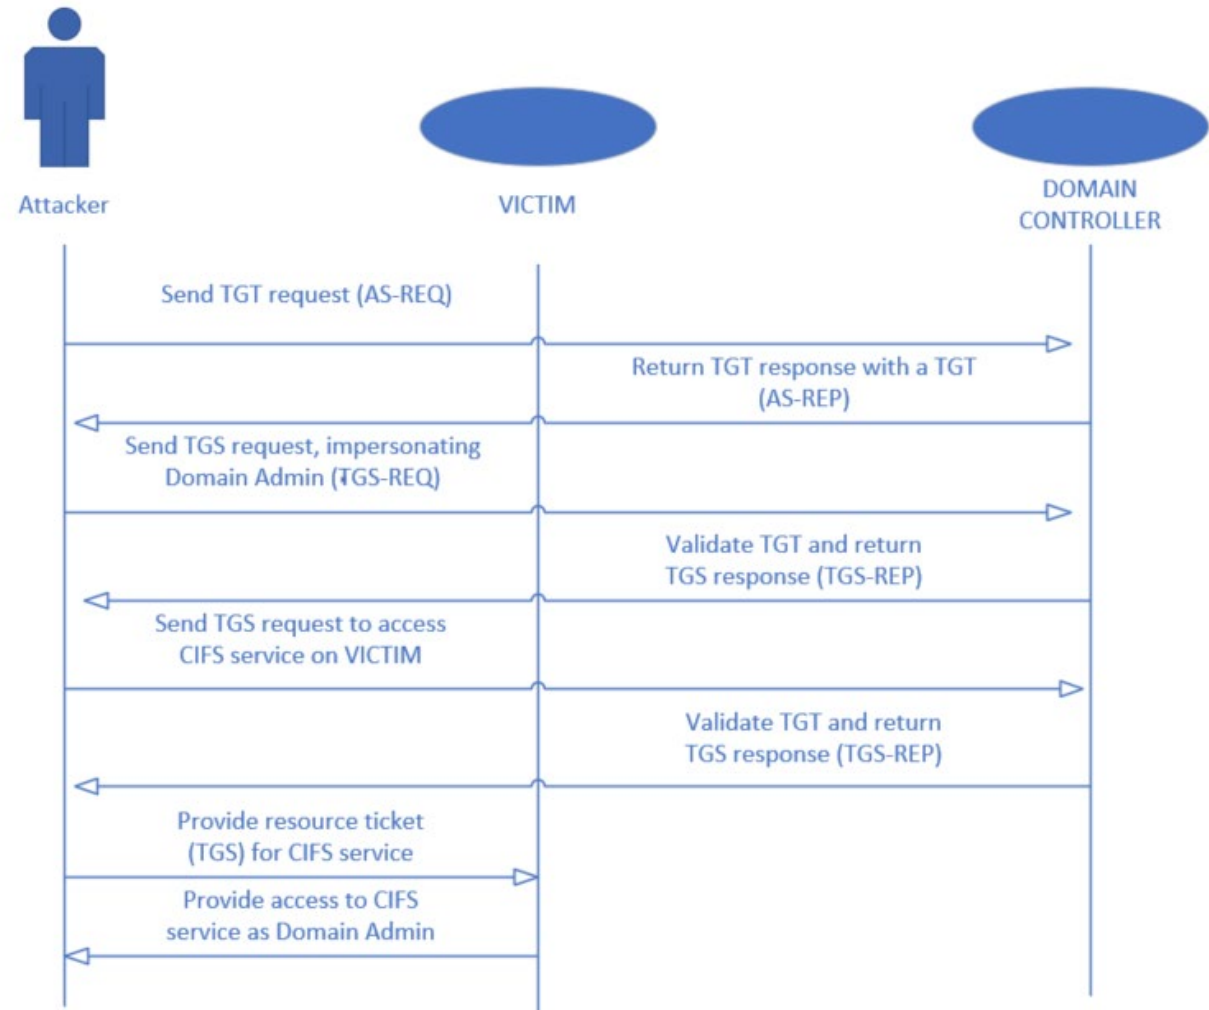 Attacker
VICTIM
DOMAIN
CONTROLLER
Send TGT request (AS-REQ)
Return TGT response with a TGT
(AS-REP)
Send TGS request, impersonating
Domain Admin (TGS-REQ)
Validate TGT and return
TGS response (TGS-REP)
Send TGS request to access
CIFS service on VICTIM
Validate TGT and return
TGS response (TGS-REP)
Provide resource ticket
(TGS) for CIFS service
Provide access to CIFS
service as Domain Admin